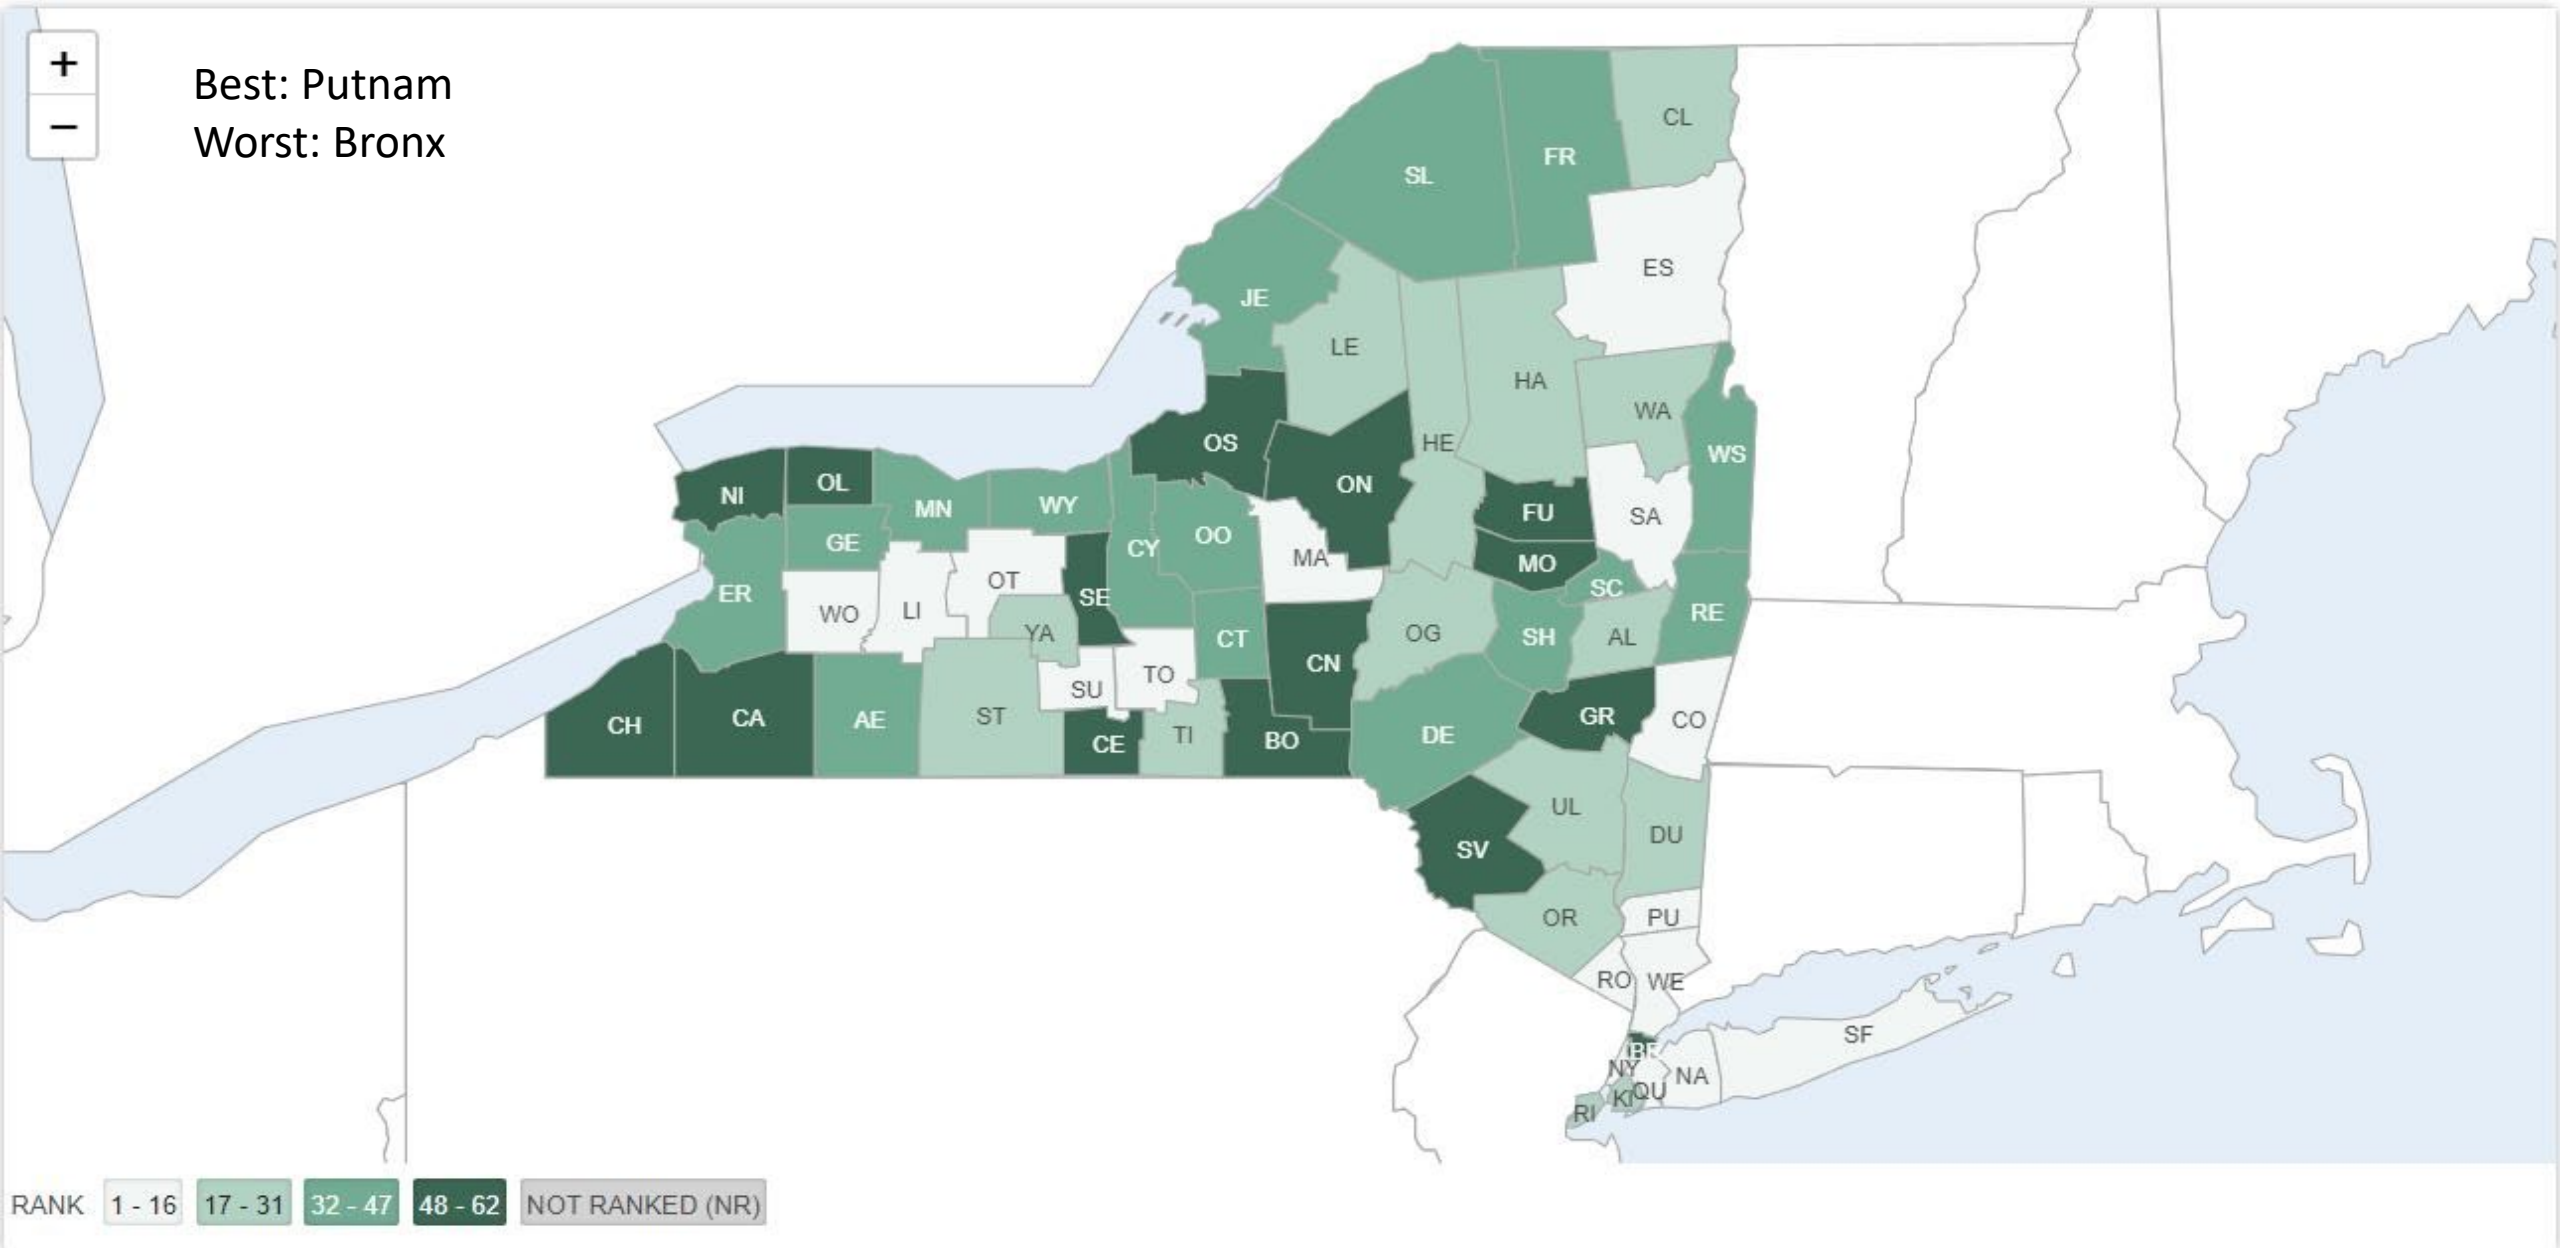 +
−
Best: Putnam
Worst: Bronx
CL
FR
SL
ES
JE
LE
HA
WA
OS
HE
WS
ON
OL
NI
MN
WY
FU
SA
OO
GE
CY
MA
MO
OT
SC
ER
SE
WO
LI
RE
YA
CT
SH
AL
OG
CN
TO
SU
CH
CA
AE
ST
GR
CO
TI
DE
BO
CE
UL
DU
SV
OR
PU
RO
WE
SF
NY
NA
QU
KI
RI
RANK 1 - 16 17 - 31 32 - 47 48 - 62 NOT RANKED (NR)